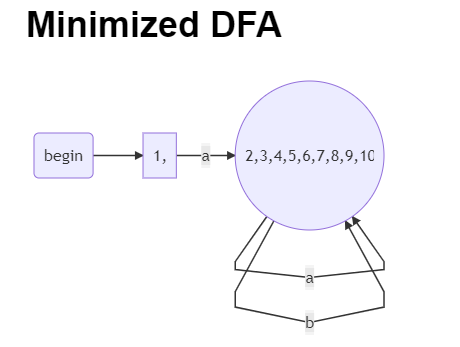 Minimized DFA
begin
1,
a
2,3,4,5,6,7,8,9,10
a
b